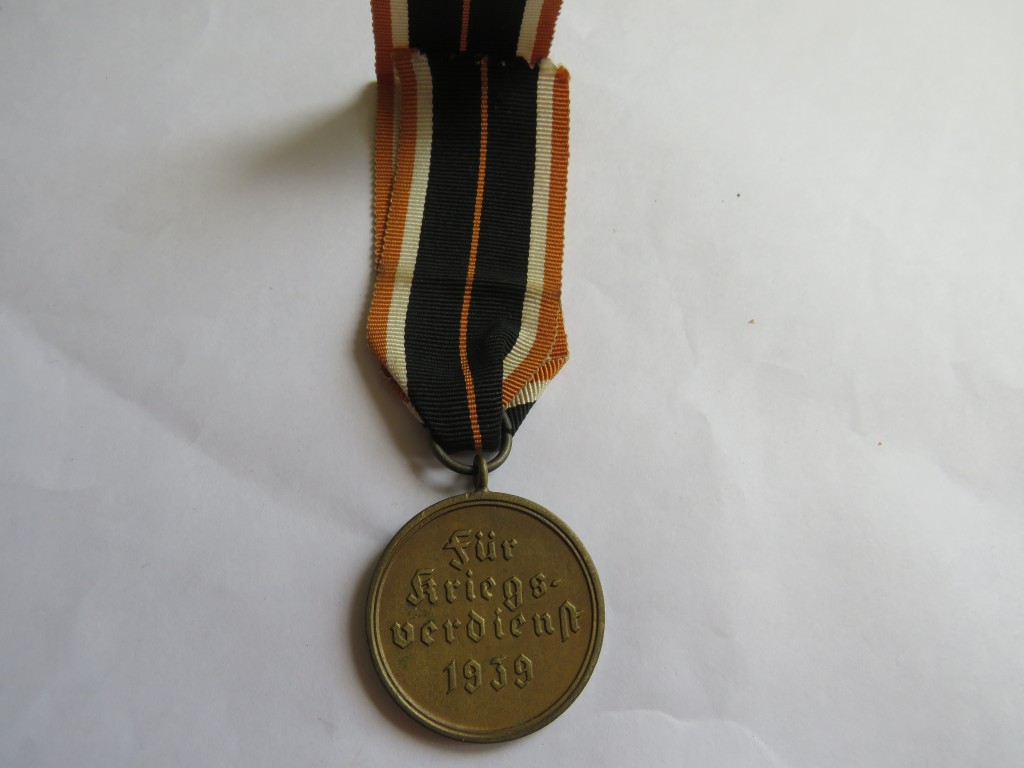 Für
Kriegs-
verdienst
1939